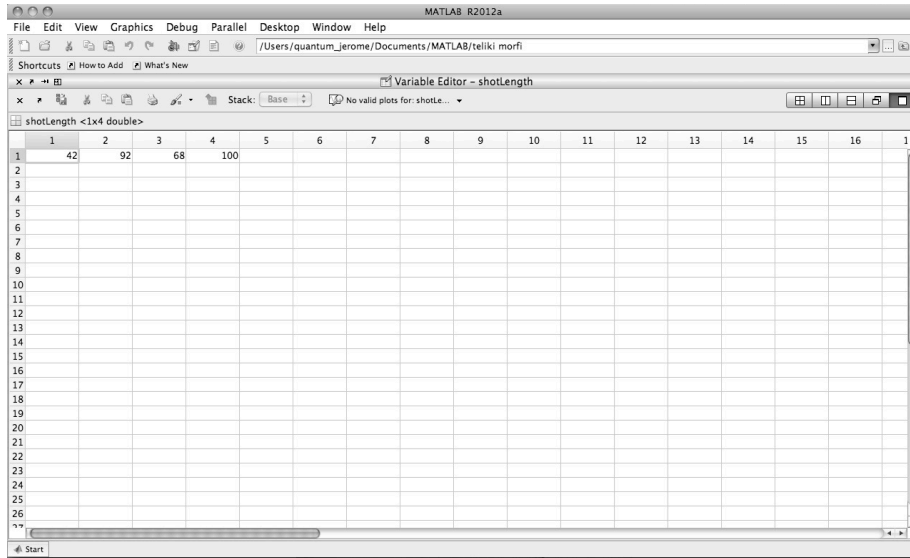 MATLAB R2012a
File Edit View Graphics Debug Parallel Desktop Window Help
/Users/quantum_jerome/Documents/MATLAB/teliki morfi
Shortcuts How to Add What's New
Variable Editor - shotLength
Stack: Base No valid plots for: shotLe...
shotLength <1x4 double>
1 2 3 4 5 6 7 8 9 10 11 12 13 14 15 16 1
1 42 92 68 100
2
3
4
5
6
7
8
9
10
11
12
13
14
15
16
17
18
19
20
21
22
23
24
25
26
27
Start